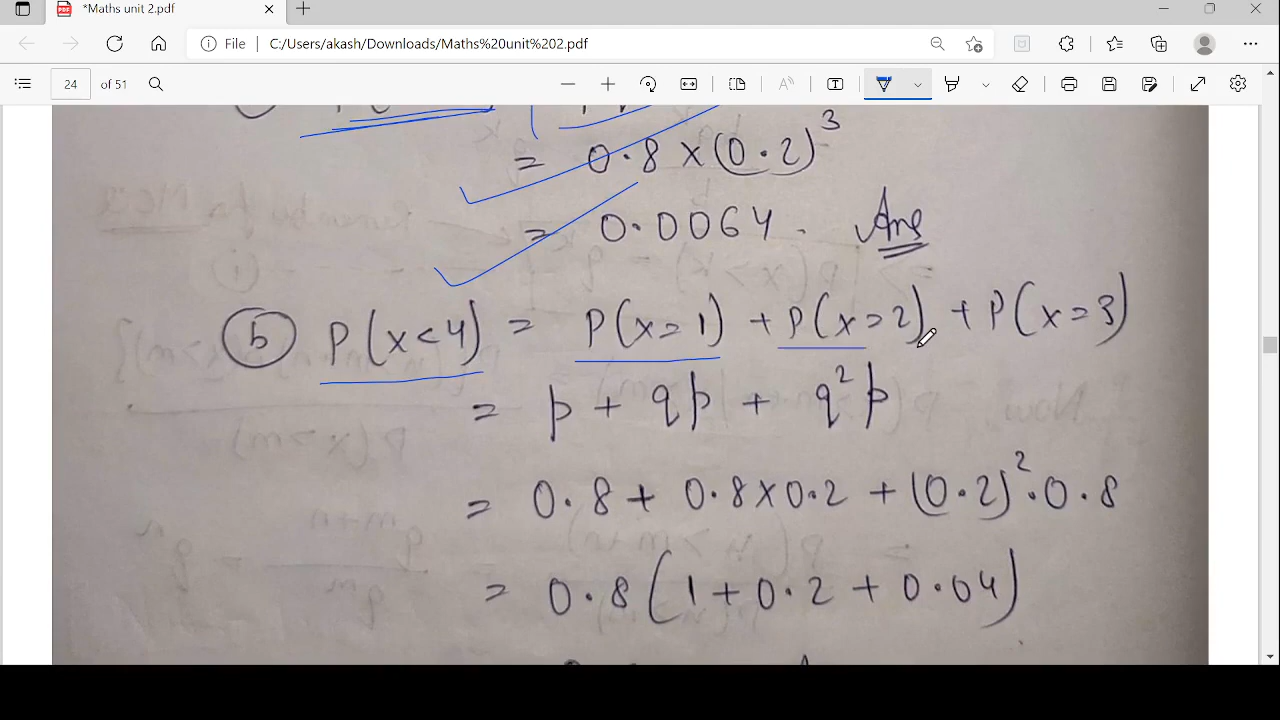 *Maths unit 2.pdf
File C:/Users/akash/Downloads/Maths%20unit%202.pdf
24 of 51
= 0.8 x (0.2)³
= 0.0064. Ans
(b) P(x<4) = P(x=1) + P(x=2) + P(x=3)
= p + qp + q²p
= 0.8 + 0.8x0.2 + (0.2)².0.8
= 0.8(1+0.2+0.04)